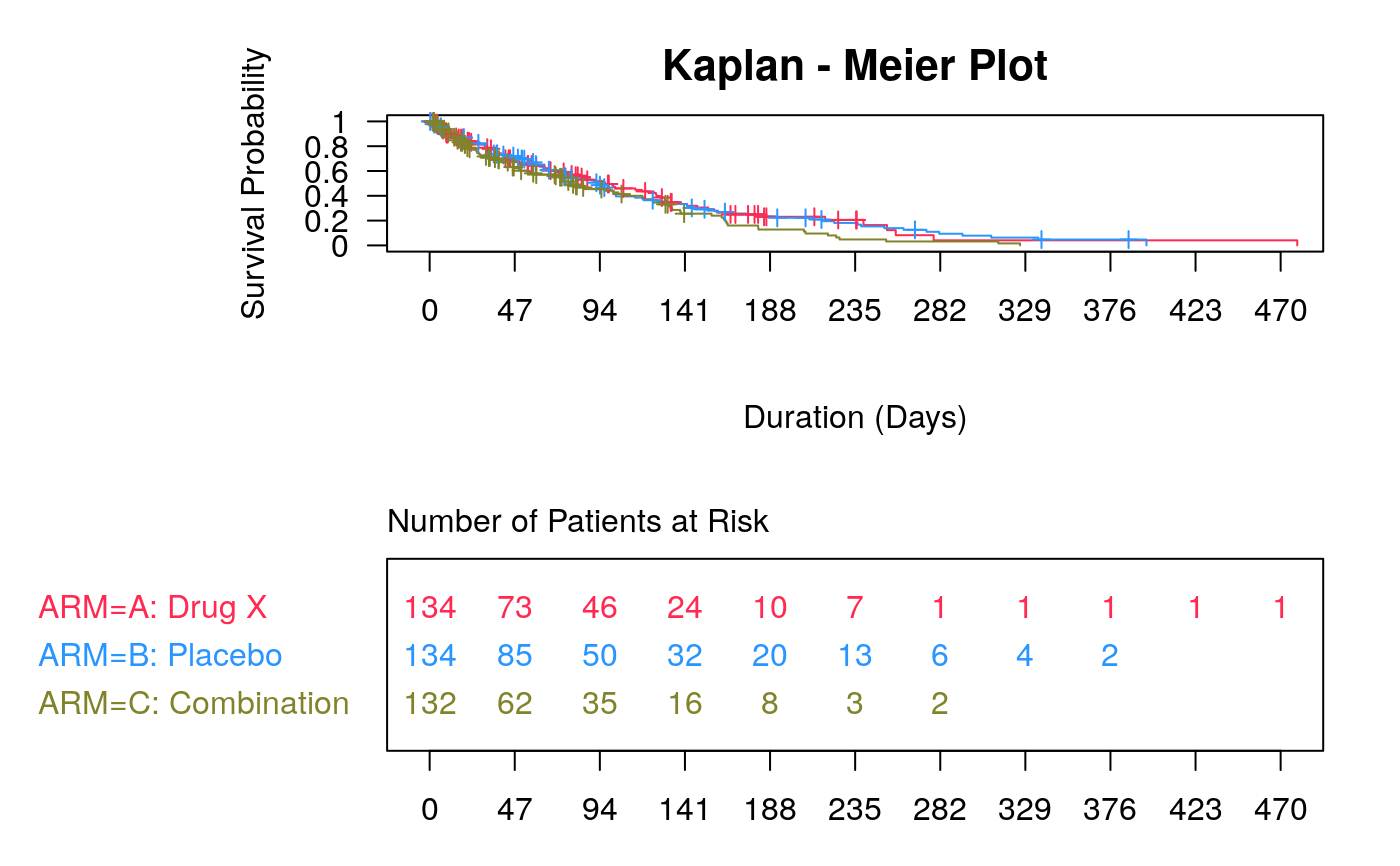 Kaplan - Meier Plot
Survival Probability
1
0.8
0.6
0.4
0.2
0
0 47 94 141 188 235 282 329 376 423 470
Duration (Days)
Number of Patients at Risk
ARM=A: Drug X 134 73 46 24 10 7 1 1 1 1 1
ARM=B: Placebo 134 85 50 32 20 13 6 4 2
ARM=C: Combination 132 62 35 16 8 3 2
0 47 94 141 188 235 282 329 376 423 470